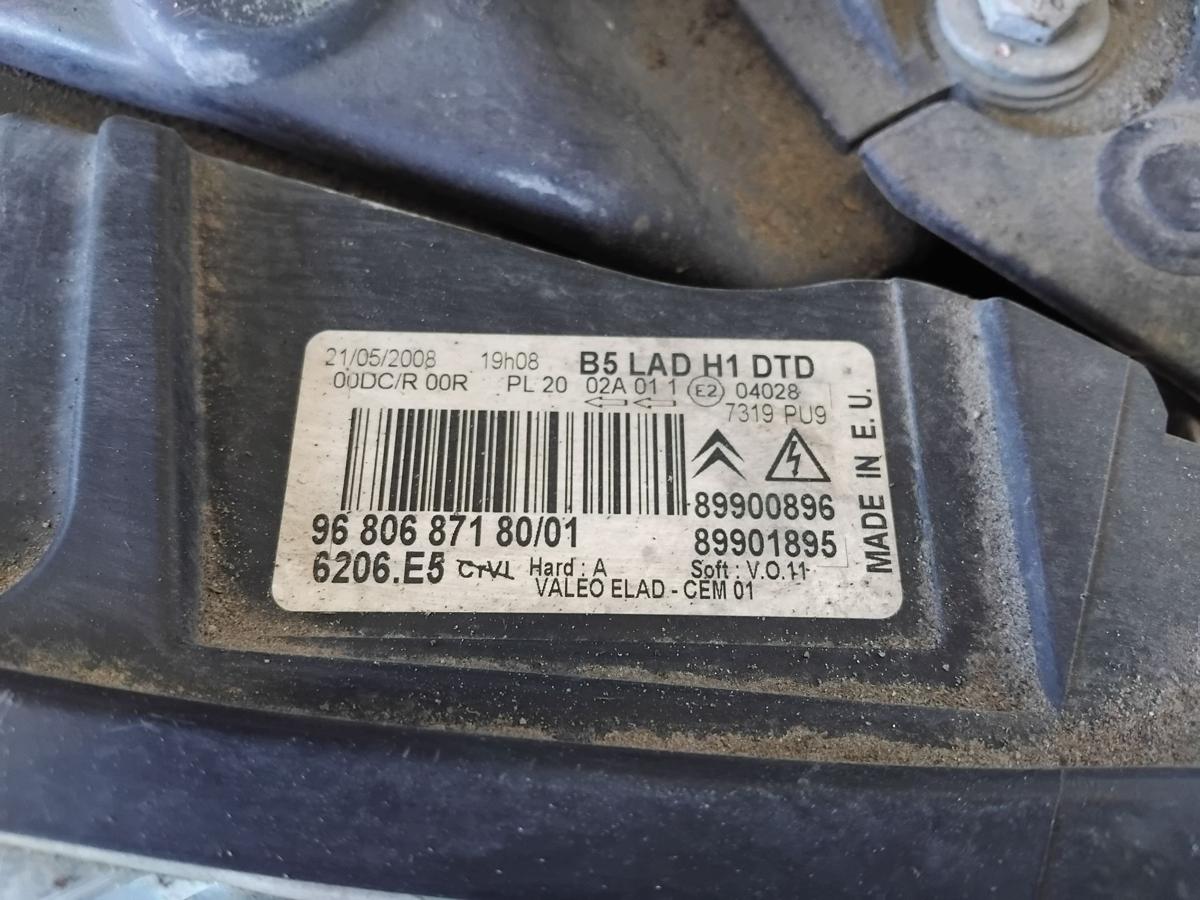 21/05/2008 19h08 B5 LAD H1 DTD
00DC/R 00R PL 20 02A 01 1 E2 04028
7319 PU9
89900896
96 806 871 80/01
89901895
6206.E5 Hard : A Soft : V.O.11
VALEO ELAD - CEM 01
MADE IN E.U.